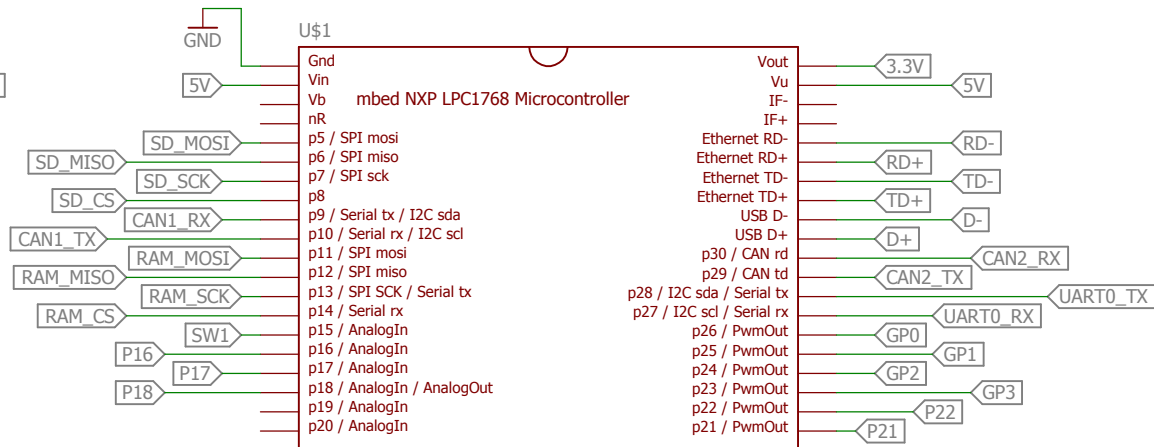 GND
U$1
mbed NXP LPC1768 Microcontroller
Gnd
5V Vin
Vb
nR
SD_MOSI p5 / SPI mosi
SD_MISO p6 / SPI miso
SD_SCK p7 / SPI sck
SD_CS p8
CAN1_RX p9 / Serial tx / I2C sda
CAN1_TX p10 / Serial rx / I2C scl
RAM_MOSI p11 / SPI mosi
RAM_MISO p12 / SPI miso
RAM_SCK p13 / SPI SCK / Serial tx
RAM_CS p14 / Serial rx
SW1 p15 / AnalogIn
P16 p16 / AnalogIn
P17 p17 / AnalogIn
P18 p18 / AnalogIn / AnalogOut
p19 / AnalogIn
p20 / AnalogIn
Vout 3.3V
Vu 5V
IF-
IF+
Ethernet RD- RD-
Ethernet RD+ RD+
Ethernet TD- TD-
Ethernet TD+ TD+
USB D- D-
USB D+ D+
p30 / CAN rd CAN2_RX
p29 / CAN td CAN2_TX
p28 / I2C sda / Serial tx UART0_TX
p27 / I2C scl / Serial rx UART0_RX
p26 / PwmOut GP0
p25 / PwmOut GP1
p24 / PwmOut GP2
p23 / PwmOut GP3
p22 / PwmOut P22
p21 / PwmOut P21